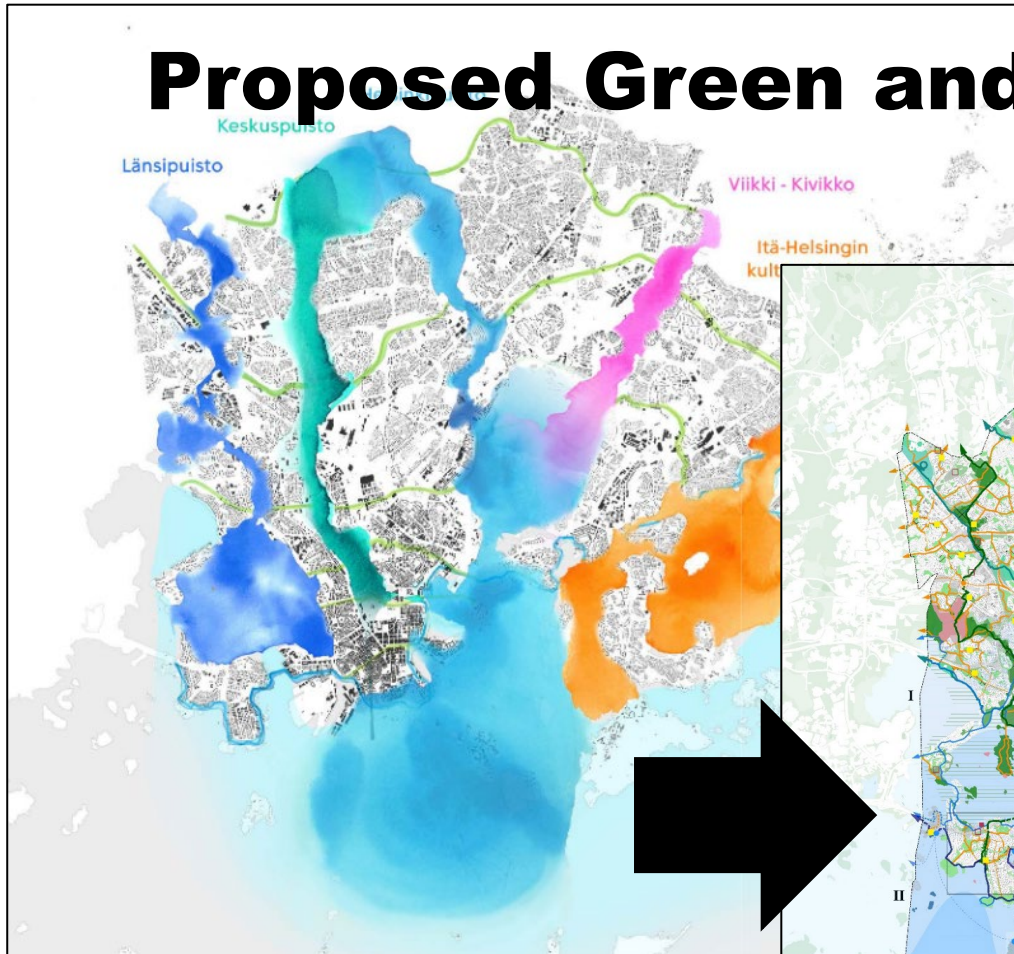 Proposed Green and
Keskuspuisto
Länsipuisto
Viikki - Kivikko
Itä-Helsingin
I
II